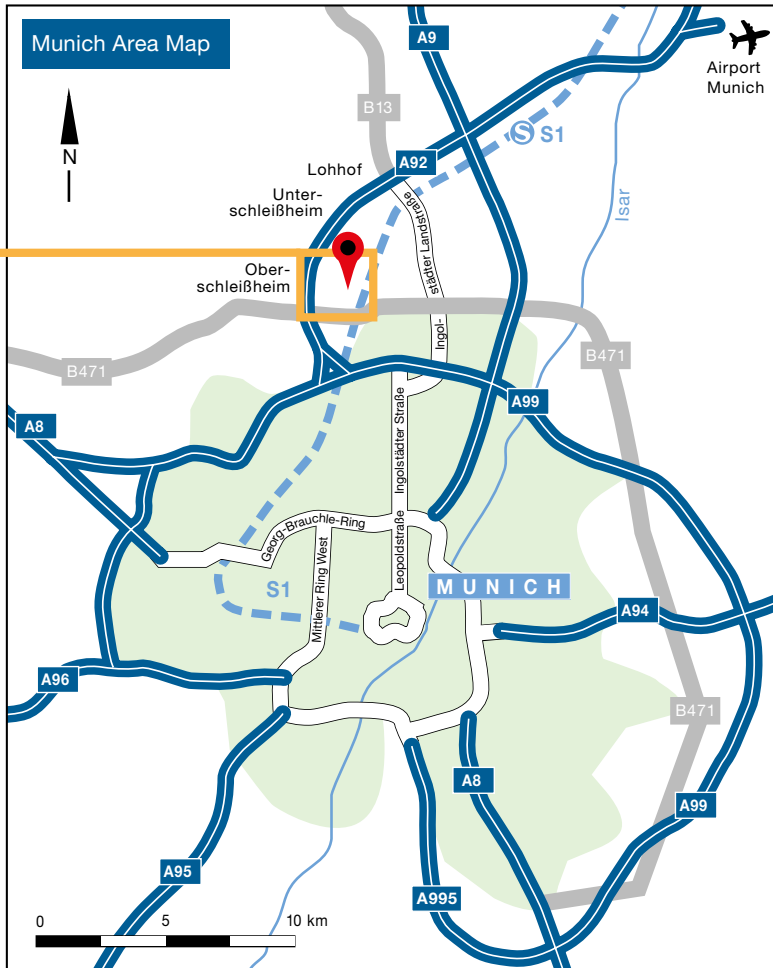 Munich Area Map
A9
Airport
Munich
B13
S S1
N
A92
Lohhof
Unter-
schleißheim
Isar
Ingol-
städter Landstraße
Ober-
schleißheim
B471
B471
A8
A99
Ingolstädter Straße
Georg-Brauchle-Ring
Leopoldstraße
Mittlerer Ring West
S1
MUNICH
A94
A96
B471
A8
A99
A95
A995
0 5 10 km